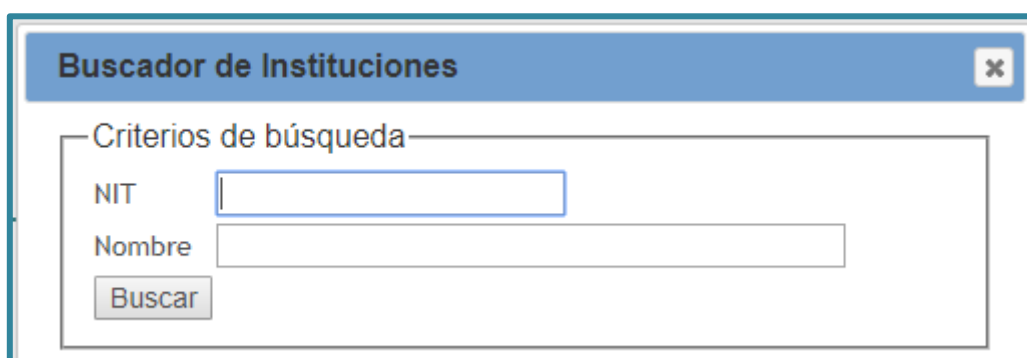 Buscador de Instituciones
Criterios de búsqueda
NIT
Nombre
Buscar